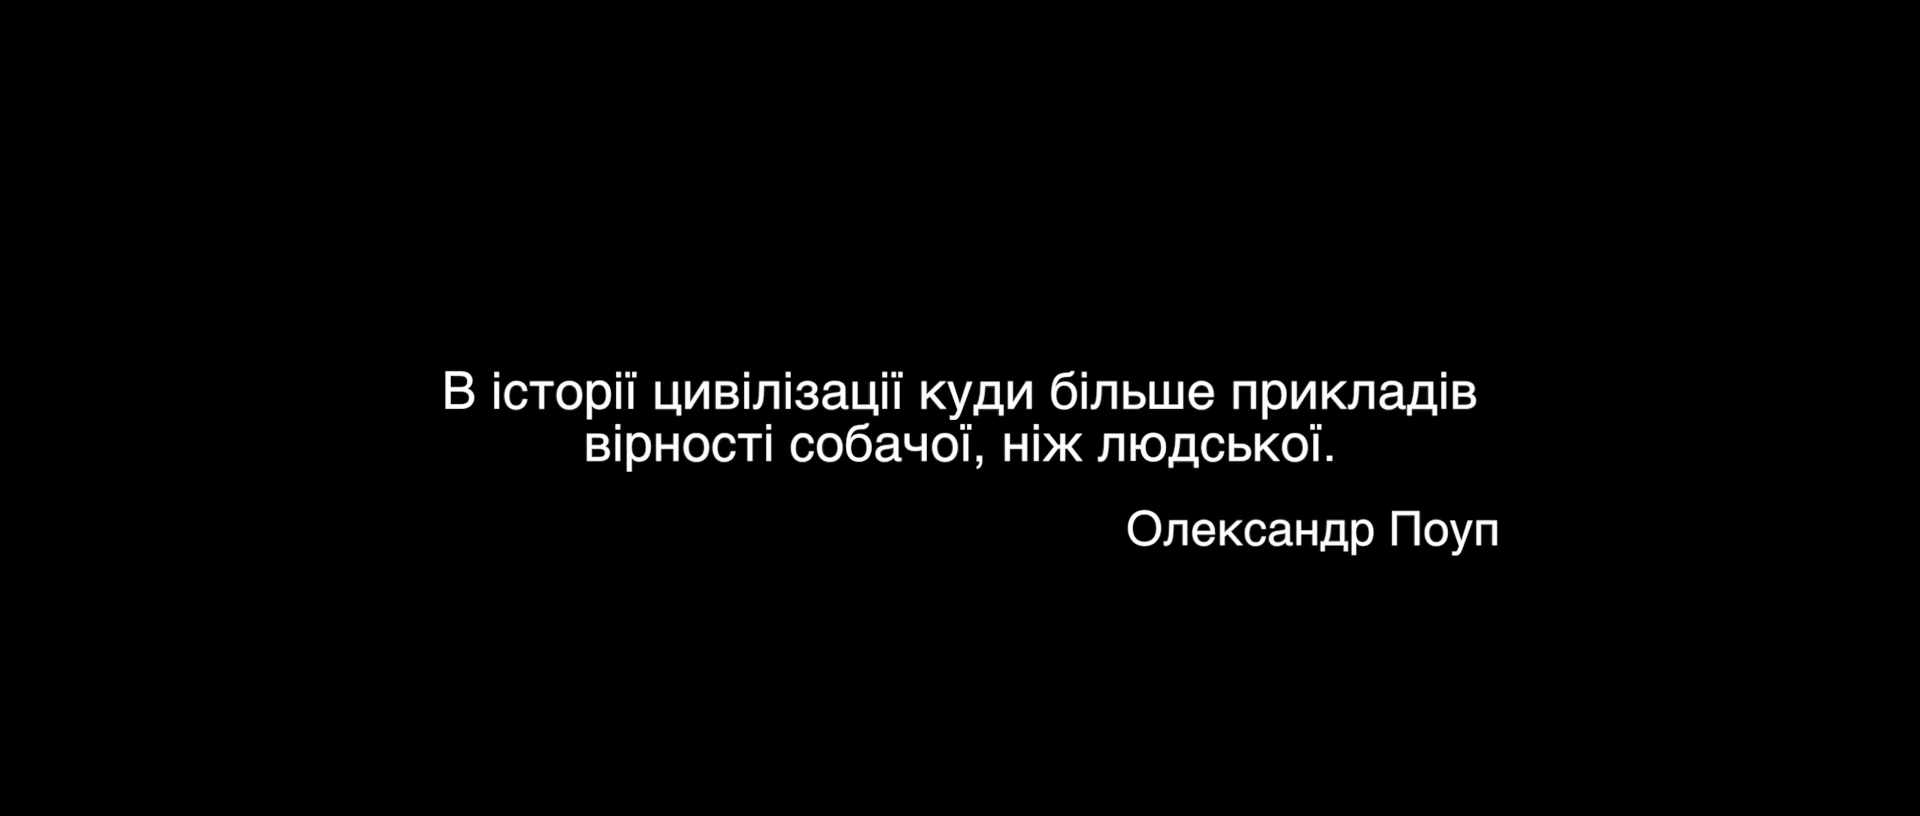 В історії цивілізації куди більше прикладів
вірності собачої, ніж людської.
Олександр Поуп